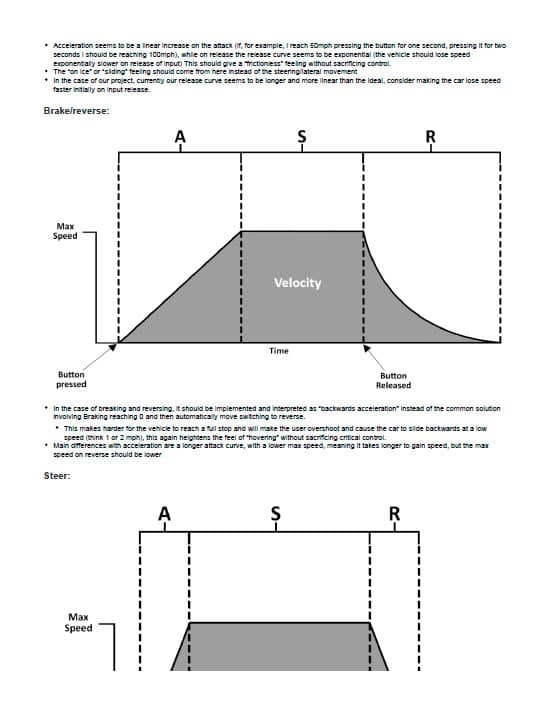 • Acceleration seems to be a linear increase on the attack (if, for example, I reach 50mph pressing the button for one second, pressing it for two
seconds I should be reaching 100mph), while on release the release curve seems to be exponential (the vehicle should lose speed
exponentially slower on release of input) This should give a "frictionless" feeling without sacrificing control.
• The "on ice" or "sliding" feeling should come from here instead of the steering/lateral movement
• In the case of our project, currently our release curve seems to be longer and more linear than the ideal, consider making the car lose speed
faster initially on input release.
Brake/reverse:
A S R
Max
Speed
Velocity
Time
Button
pressed
Button
Released
• In the case of breaking and reversing, it should be implemented and interpreted as "backwards acceleration" instead of the common solution
involving Braking reaching 0 and then automatically move switching to reverse.
• This makes harder for the vehicle to reach a full stop and will make the user overshoot and cause the car to slide backwards at a low
speed (think 1 or 2 mph), this again heightens the feel of "hovering" without sacrificing critical control.
• Main differences with acceleration are a longer attack curve, with a lower max speed, meaning it takes longer to gain speed, but the max
speed on reverse should be lower
Steer:
A S R
Max
Speed